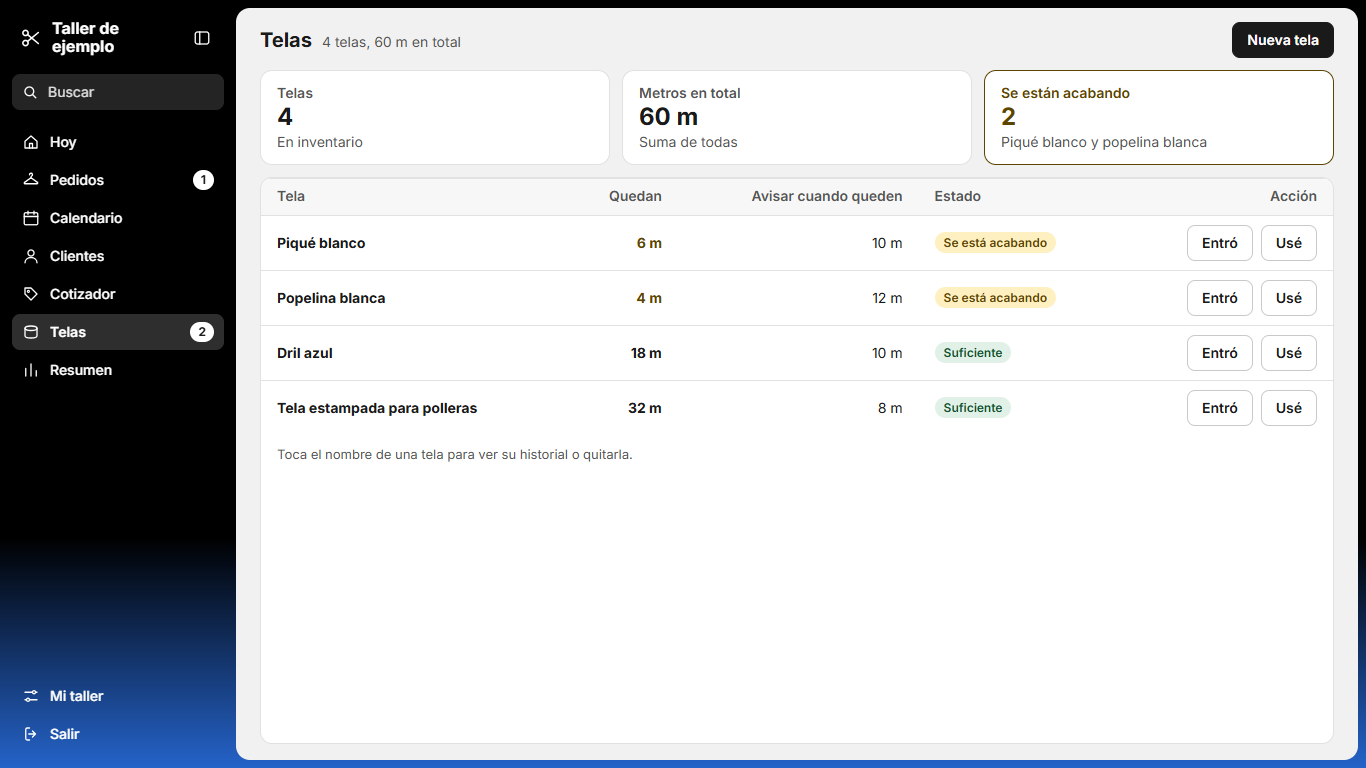 Taller de
ejemplo
Buscar
Hoy
Pedidos 1
Calendario
Clientes
Cotizador
Telas 2
Resumen
Mi taller
Salir
Telas 4 telas, 60 m en total
Nueva tela
Telas
4
En inventario
Metros en total
60 m
Suma de todas
Se están acabando
2
Piqué blanco y popelina blanca
Tela Quedan Avisar cuando queden Estado Acción
Piqué blanco 6 m 10 m Se está acabando Entró Usé
Popelina blanca 4 m 12 m Se está acabando Entró Usé
Dril azul 18 m 10 m Suficiente Entró Usé
Tela estampada para polleras 32 m 8 m Suficiente Entró Usé
Toca el nombre de una tela para ver su historial o quitarla.